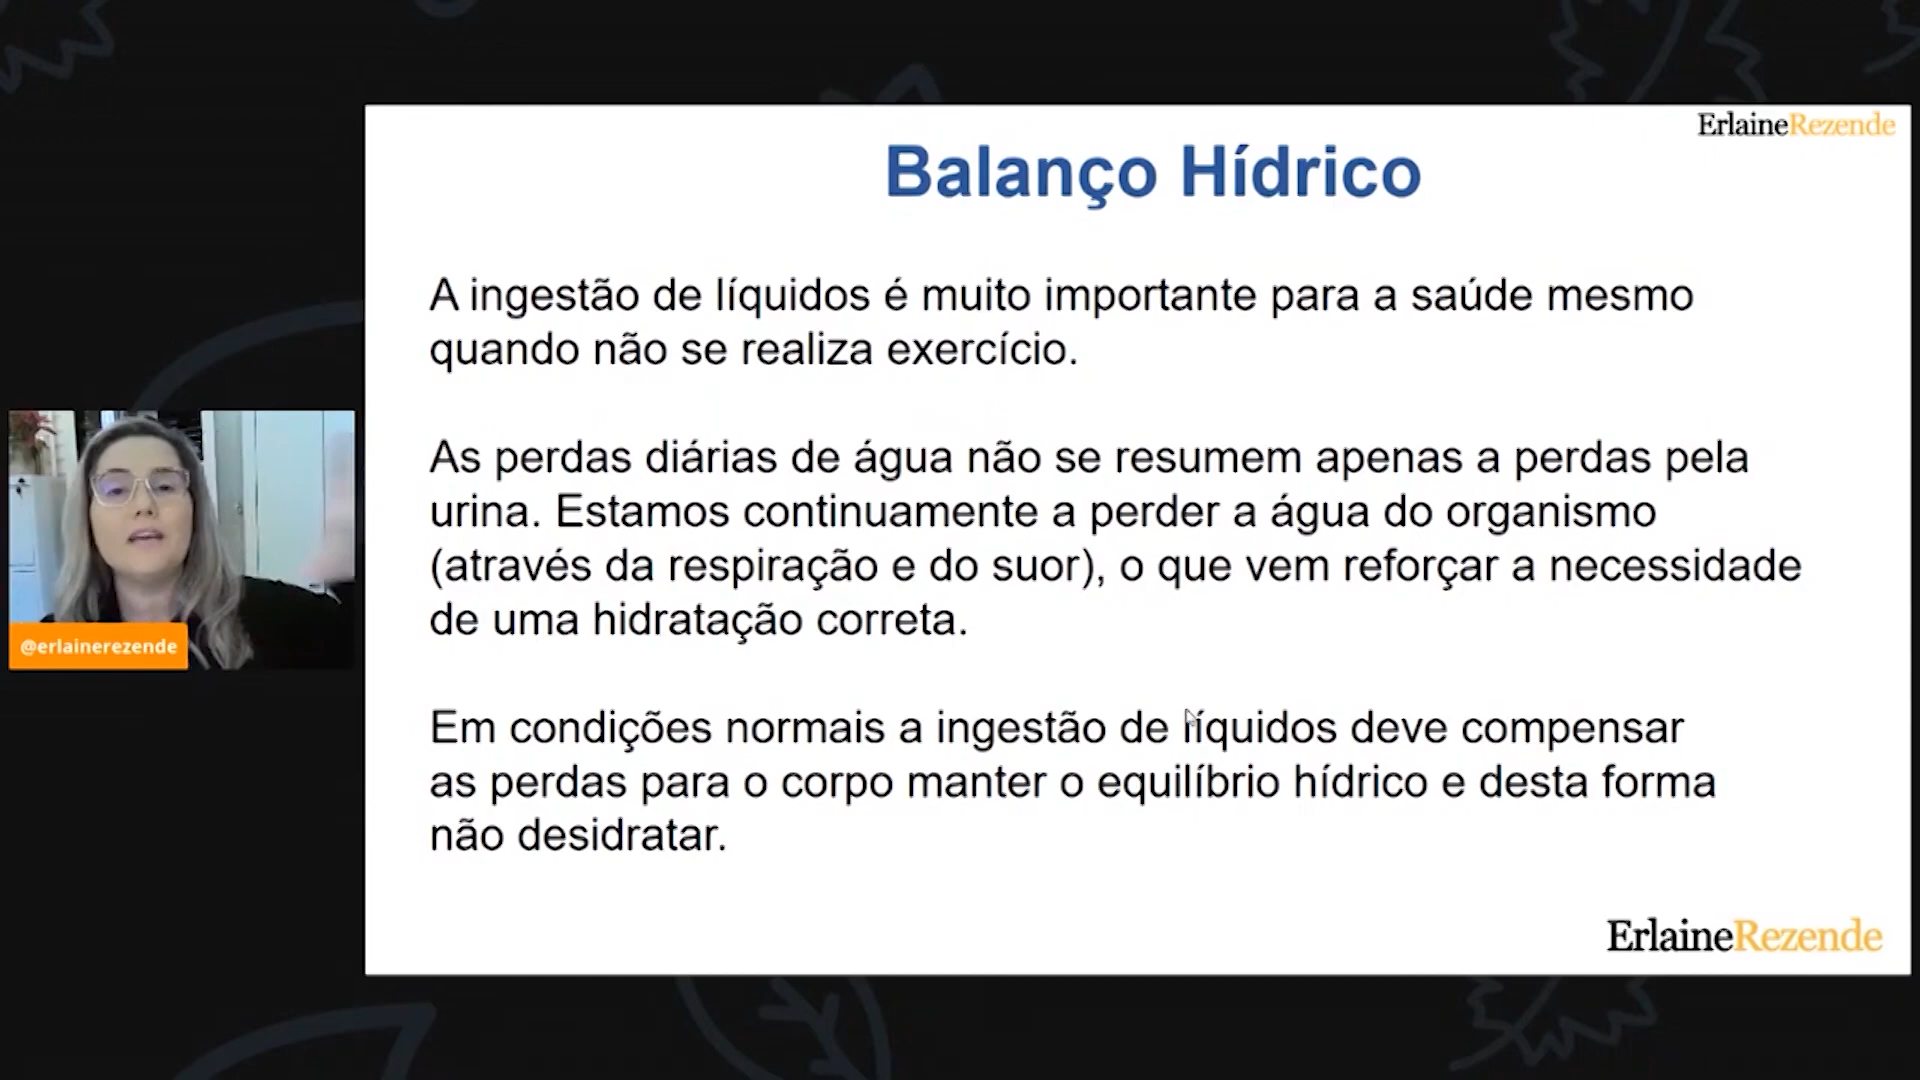 ErlaineRezende
Balanço Hídrico
A ingestão de líquidos é muito importante para a saúde mesmo
quando não se realiza exercício.
As perdas diárias de água não se resumem apenas a perdas pela
urina. Estamos continuamente a perder a água do organismo
(através da respiração e do suor), o que vem reforçar a necessidade
de uma hidratação correta.
Em condições normais a ingestão de líquidos deve compensar
as perdas para o corpo manter o equilíbrio hídrico e desta forma
não desidratar.
@erlainerezende
ErlaineRezende